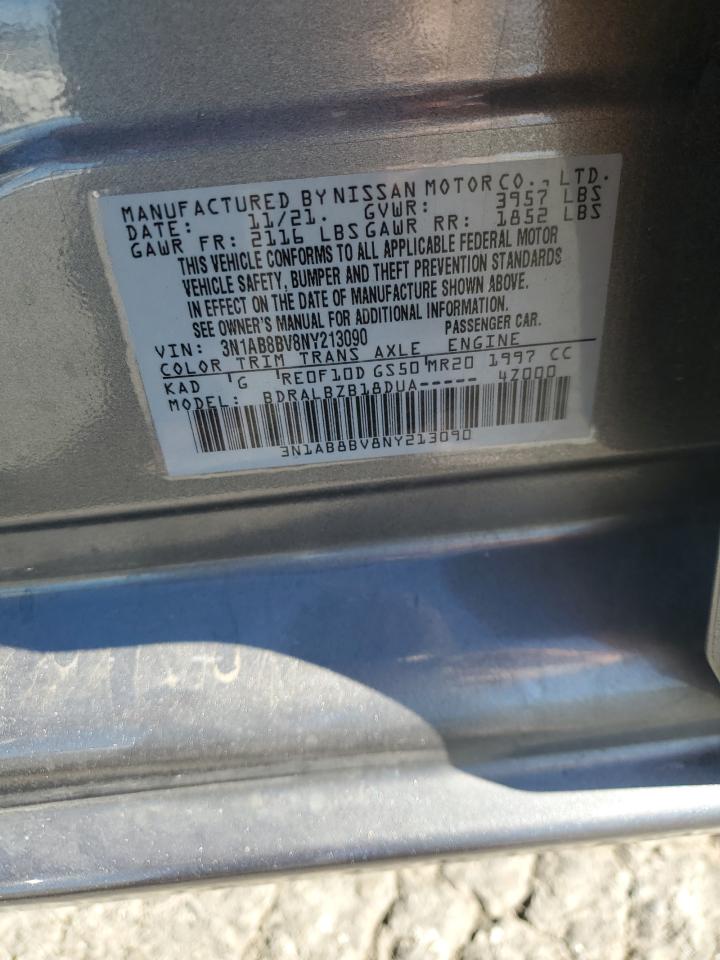 MANUFACTURED BY NISSAN MOTOR CO., LTD.
DATE: 11/21. GVWR: 3957 LBS
GAWR FR: 2116 LBS GAWR RR: 1852 LBS
THIS VEHICLE CONFORMS TO ALL APPLICABLE FEDERAL MOTOR
VEHICLE SAFETY, BUMPER AND THEFT PREVENTION STANDARDS
IN EFFECT ON THE DATE OF MANUFACTURE SHOWN ABOVE.
SEE OWNER'S MANUAL FOR ADDITIONAL INFORMATION.
VIN: 3N1AB8BV8NY213090 PASSENGER CAR.
COLOR TRIM TRANS AXLE ENGINE
KAD G RE0F10D GS50 MR20 1997 CC
MODEL: BDRALBZB18DUA----- 4Z000
3N1AB8BV8NY213090